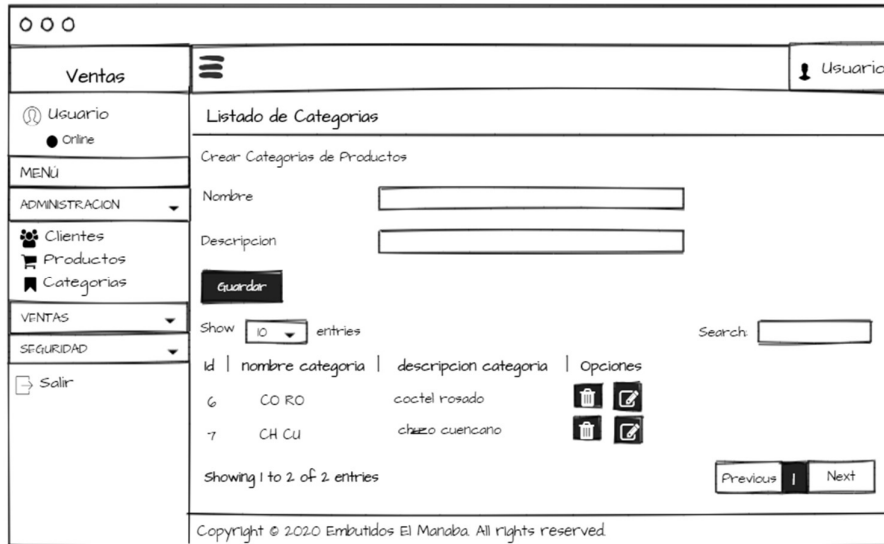 Ventas
Usuario
Usuario
Online
MENÚ
ADMINISTRACION
Clientes
Productos
Categorias
VENTAS
SEGURIDAD
Salir
Listado de Categorias
Crear Categorias de Productos
Nombre
Descripcion
Guardar
Show 10 entries
Search:
Id | nombre categoria | descripcion categoria | Opciones
6 CO RO coctel rosado
7 CH CU cuencano
Showing 1 to 2 of 2 entries
Previous 1 Next
Copyright © 2020 Embutidos El Manaba. All rights reserved.